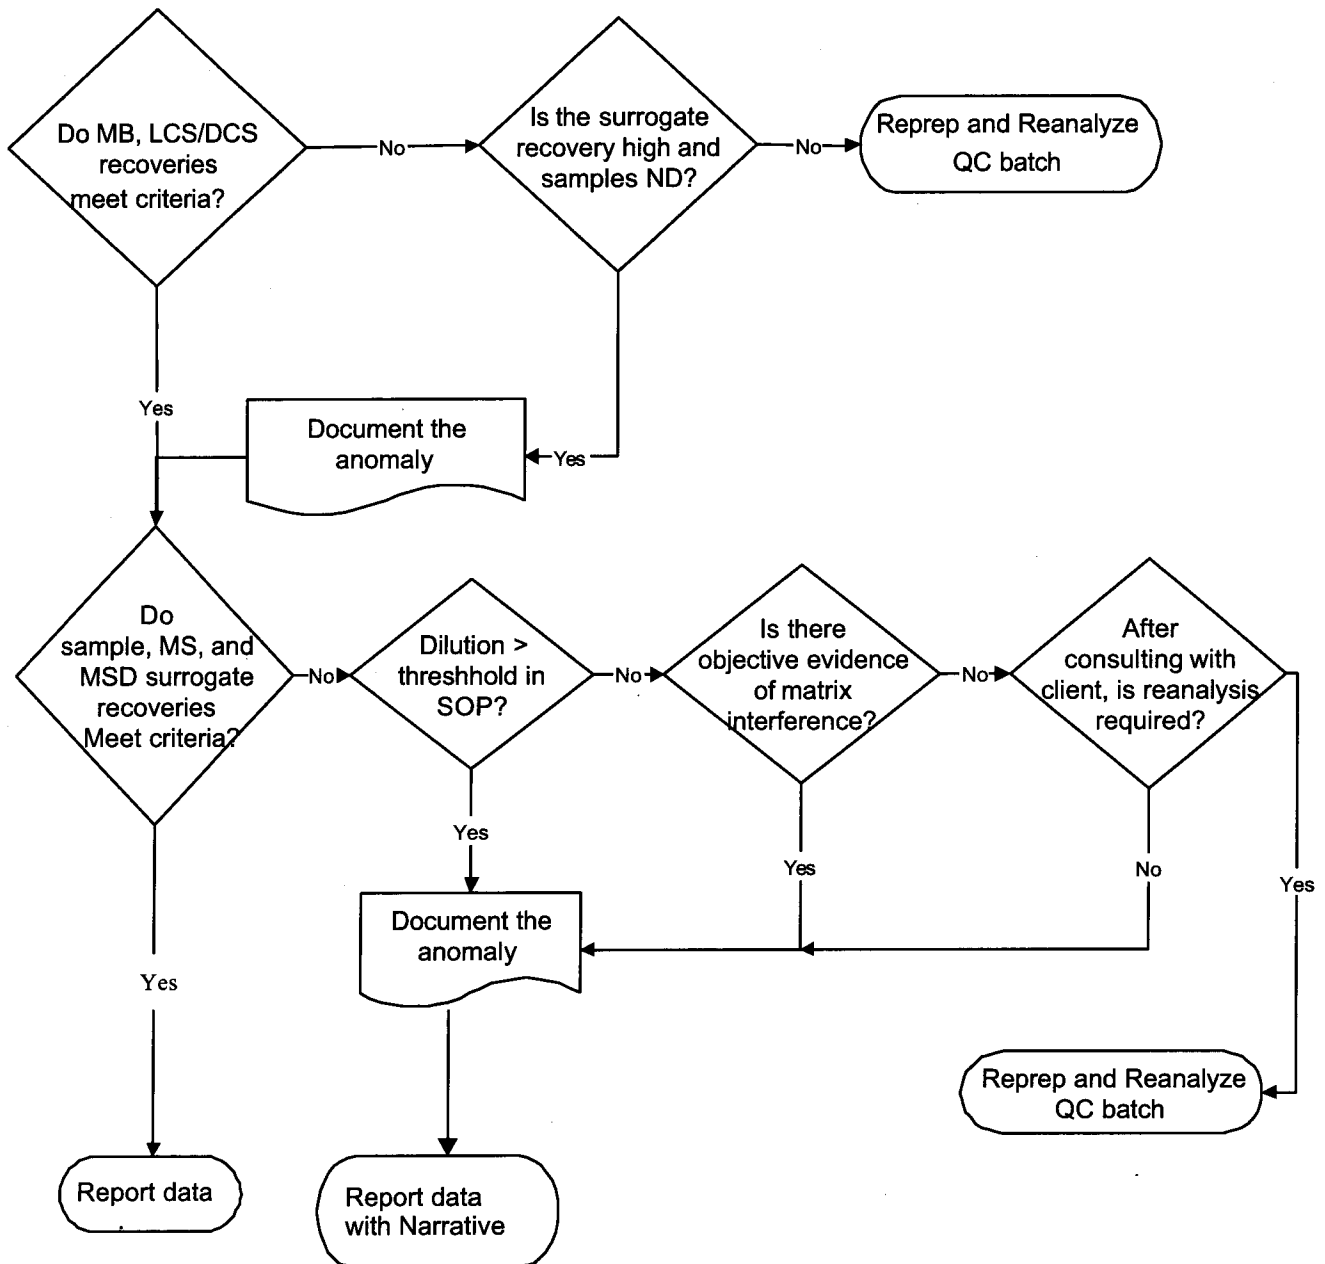 Do MB, LCS/DCS
recoveries
meet criteria?
No
Is the surrogate
recovery high and
samples ND?
No
Reprep and Reanalyze
QC batch
Yes
Document the
anomaly
Yes
Do
sample, MS, and
MSD surrogate
recoveries
Meet criteria?
No
Dilution >
threshhold in
SOP?
No
Is there
objective evidence
of matrix
interference?
No
After
consulting with
client, is reanalysis
required?
Yes
Yes
No
Yes
Document the
anomaly
Yes
Reprep and Reanalyze
QC batch
Report data
Report data
with Narrative